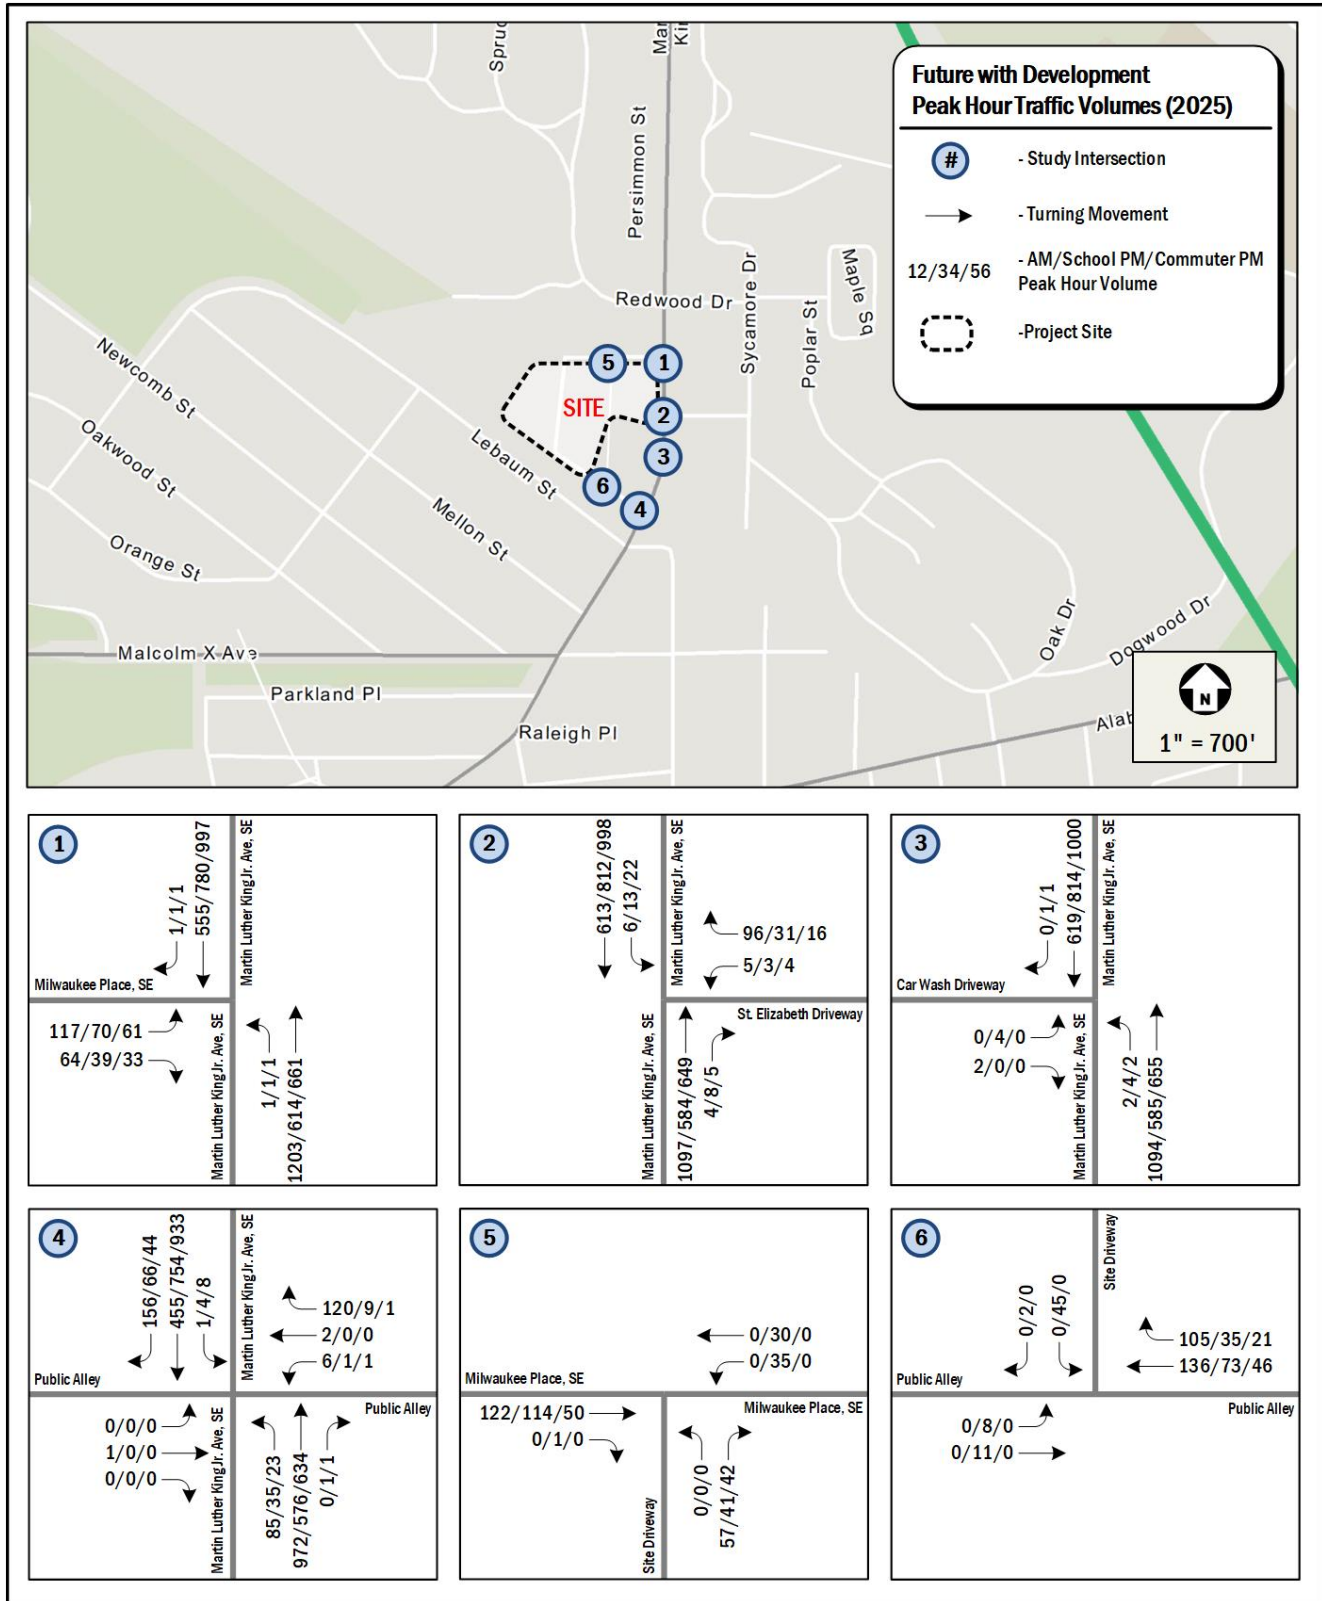 Spruc
Mar
Kin
Persimmon St
Redwood Dr
Sycamore Dr
Poplar St
Maple Sq
Newcomb St
Oakwood St
Orange St
Lebaum St
Mellon St
Malcolm X Ave
Parkland Pl
Raleigh Pl
Oak Dr
Dogwood Dr
Alab
SITE
5
1
2
3
6
4
Future with Development
Peak Hour Traffic Volumes (2025)
#
- Study Intersection
- Turning Movement
12/34/56
- AM/School PM/Commuter PM
Peak Hour Volume
-Project Site
N
1" = 700'
1
1/1/1
555/780/997
Martin Luther King Jr. Ave, SE
Milwaukee Place, SE
117/70/61
64/39/33
Martin Luther King Jr. Ave, SE
1/1/1
1203/614/661
2
613/812/998
6/13/22
Martin Luther King Jr. Ave, SE
96/31/16
5/3/4
St. Elizabeth Driveway
Martin Luther King Jr. Ave, SE
1097/584/649
4/8/5
3
0/1/1
619/814/1000
Martin Luther King Jr. Ave, SE
Car Wash Driveway
0/4/0
2/0/0
Martin Luther King Jr. Ave, SE
2/4/2
1094/585/655
4
156/66/44
455/754/933
1/4/8
Martin Luther King Jr. Ave, SE
120/9/1
2/0/0
6/1/1
Public Alley
Public Alley
0/0/0
1/0/0
0/0/0
Martin Luther King Jr. Ave, SE
85/35/23
972/576/634
0/1/1
5
0/30/0
0/35/0
Milwaukee Place, SE
Milwaukee Place, SE
122/114/50
0/1/0
Site Driveway
0/0/0
57/41/42
6
0/2/0
0/45/0
Site Driveway
105/35/21
136/73/46
Public Alley
Public Alley
0/8/0
0/11/0